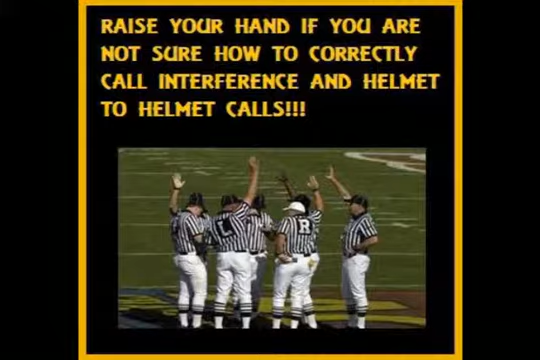 RAISE YOUR HAND IF YOU ARE
NOT SURE HOW TO CORRECTLY
CALL INTERFERENCE AND HELMET
TO HELMET CALLS!!!
L
R